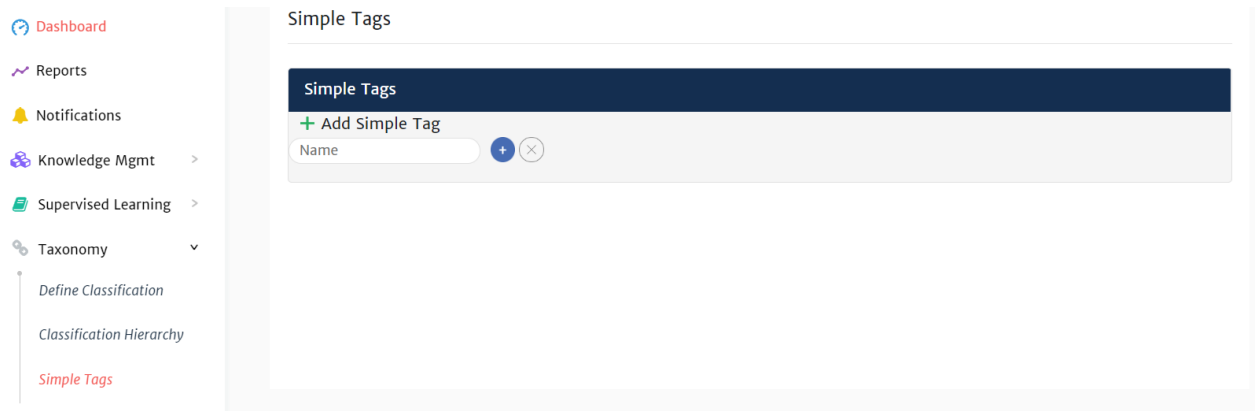 Dashboard
Reports
Notifications
Knowledge Mgmt
Supervised Learning
Taxonomy
Define Classification
Classification Hierarchy
Simple Tags
Simple Tags
Simple Tags
+ Add Simple Tag
Name